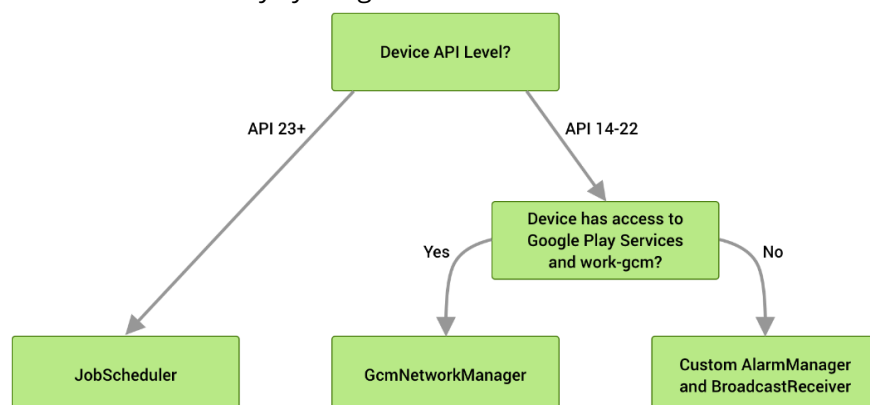 Device API Level?
API 23+
API 14-22
Device has access to
Google Play Services
and work-gcm?
Yes
No
JobScheduler
GcmNetworkManager
Custom AlarmManager
and BroadcastReceiver